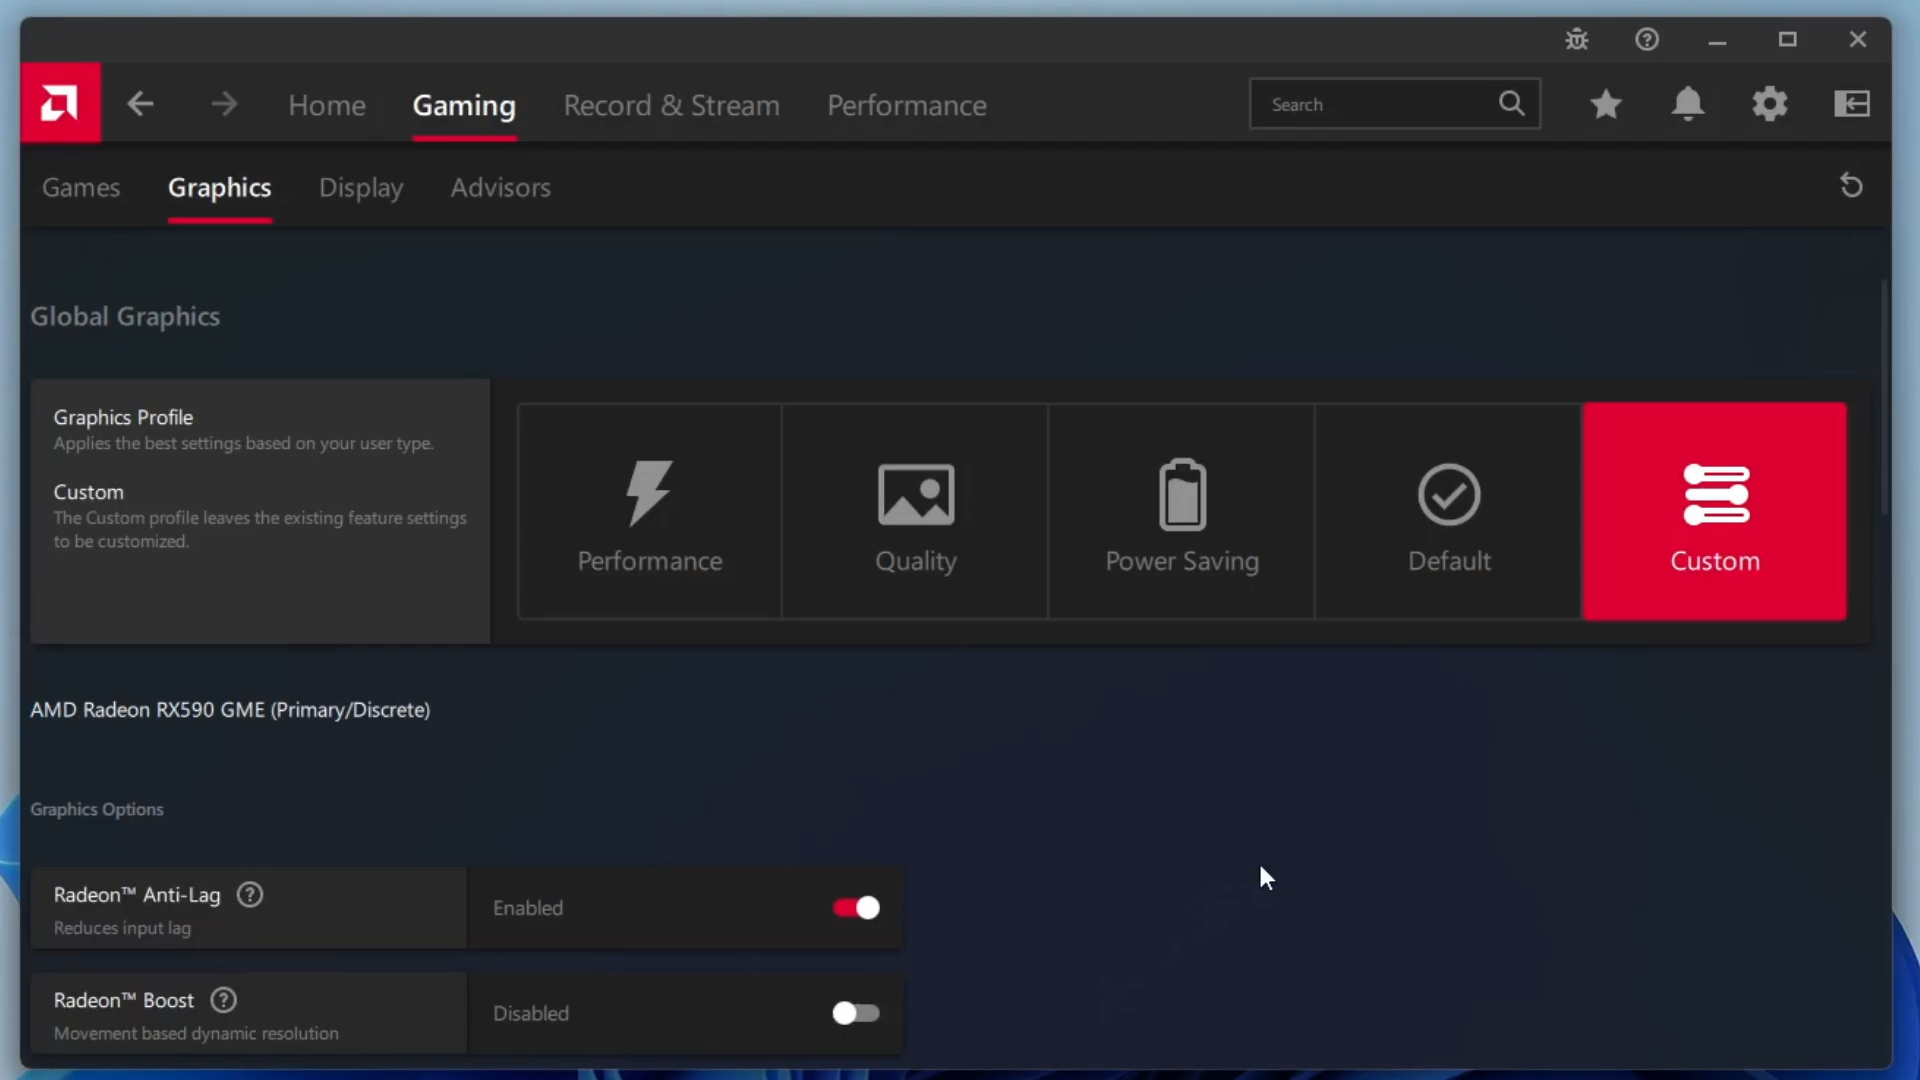 Home Gaming Record & Stream Performance Search
Games Graphics Display Advisors
Global Graphics
Graphics Profile
Applies the best settings based on your user type.
Custom
The Custom profile leaves the existing feature settings
to be customized.
Performance Quality Power Saving Default Custom
AMD Radeon RX590 GME (Primary/Discrete)
Graphics Options
Radeon™ Anti-Lag
Reduces input lag
Enabled
Radeon™ Boost
Movement based dynamic resolution
Disabled